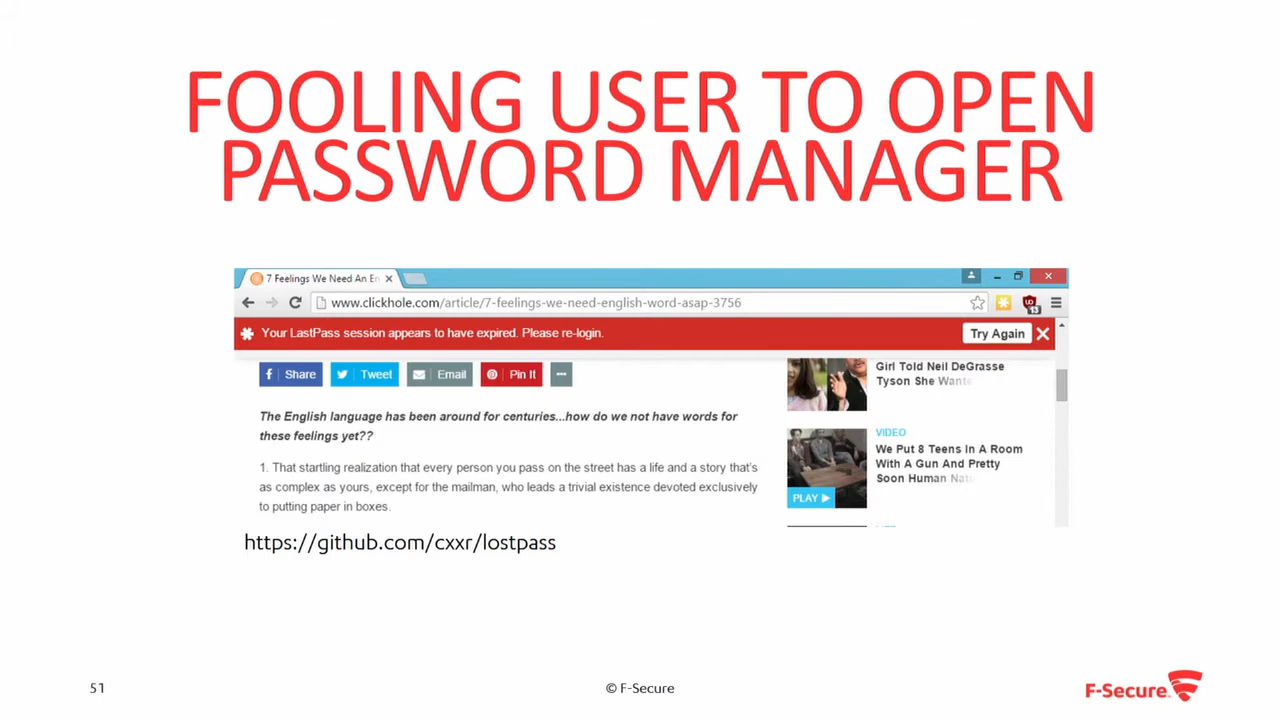 FOOLING USER TO OPEN
PASSWORD MANAGER
7 Feelings We Need An En
www.clickhole.com/article/7-feelings-we-need-english-word-asap-3756
13
Your LastPass session appears to have expired. Please re-login.
Try Again
Share
Tweet
Email
Pin It
The English language has been around for centuries...how do we not have words for
these feelings yet??
1. That startling realization that every person you pass on the street has a life and a story that's
as complex as yours, except for the mailman, who leads a trivial existence devoted exclusively
to putting paper in boxes.
Girl Told Neil DeGrasse
Tyson She Wante
VIDEO
We Put 8 Teens In A Room
With A Gun And Pretty
Soon Human Nat
PLAY
https://github.com/cxxr/lostpass
51
© F-Secure
F-Secure.